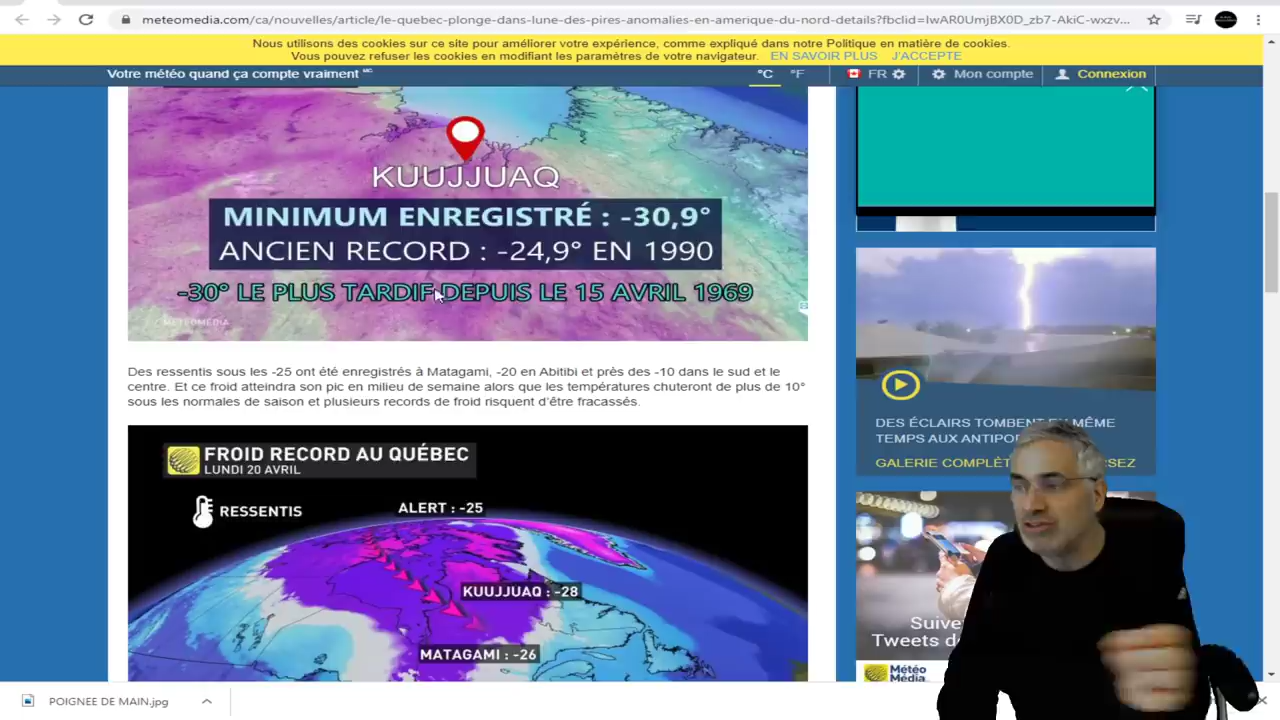 meteomedia.com/ca/nouvelles/article/le-quebec-plonge-dans-lune-des-pires-anomalies-en-amerique-du-nord-details?fbclid=IwAR0UmjBX0D_zb7-AkiC-wxzv...
Nous utilisons des cookies sur ce site pour améliorer votre expérience, comme expliqué dans notre Politique en matière de cookies.
Vous pouvez refuser les cookies en modifiant les paramètres de votre navigateur. EN SAVOIR PLUS J'ACCEPTE
Votre météo quand ça compte vraiment MC
°C °F FR Mon compte Connexion
KUUJJUAQ
MINIMUM ENREGISTRÉ : -30,9°
ANCIEN RECORD : -24,9° EN 1990
-30° LE PLUS TARDIF DEPUIS LE 15 AVRIL 1969
METEOMEDIA
Des ressentis sous les -25 ont été enregistrés à Matagami, -20 en Abitibi et près des -10 dans le sud et le
centre. Et ce froid atteindra son pic en milieu de semaine alors que les températures chuteront de plus de 10°
sous les normales de saison et plusieurs records de froid risquent d'être fracassés.
FROID RECORD AU QUÉBEC
LUNDI 20 AVRIL
RESSENTIS
ALERT : -25
KUUJJUAQ : -28
MATAGAMI : -26
DES ÉCLAIRS TOMBENT EN MÊME
TEMPS AUX
GALERIE
Tweets
Météo
Média
POIGNEE DE MAIN.jpg